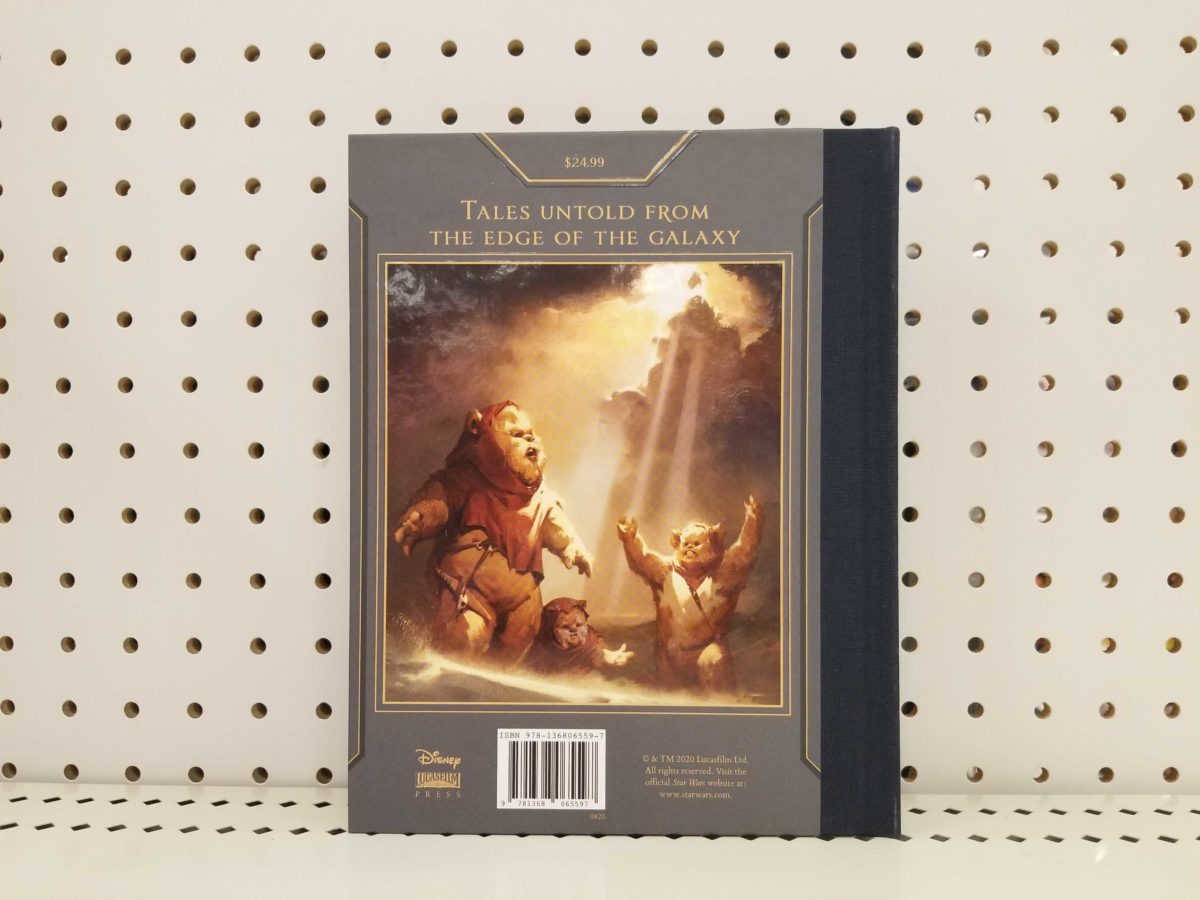 $24.99
Tales untold from
the edge of the galaxy
ISBN 978-136806559-7
9 781368 065597
0820
Disney
LUCASFILM
PRESS
© & TM 2020 Lucasfilm Ltd.
All rights reserved. Visit the
official Star Wars website at:
www.starwars.com.